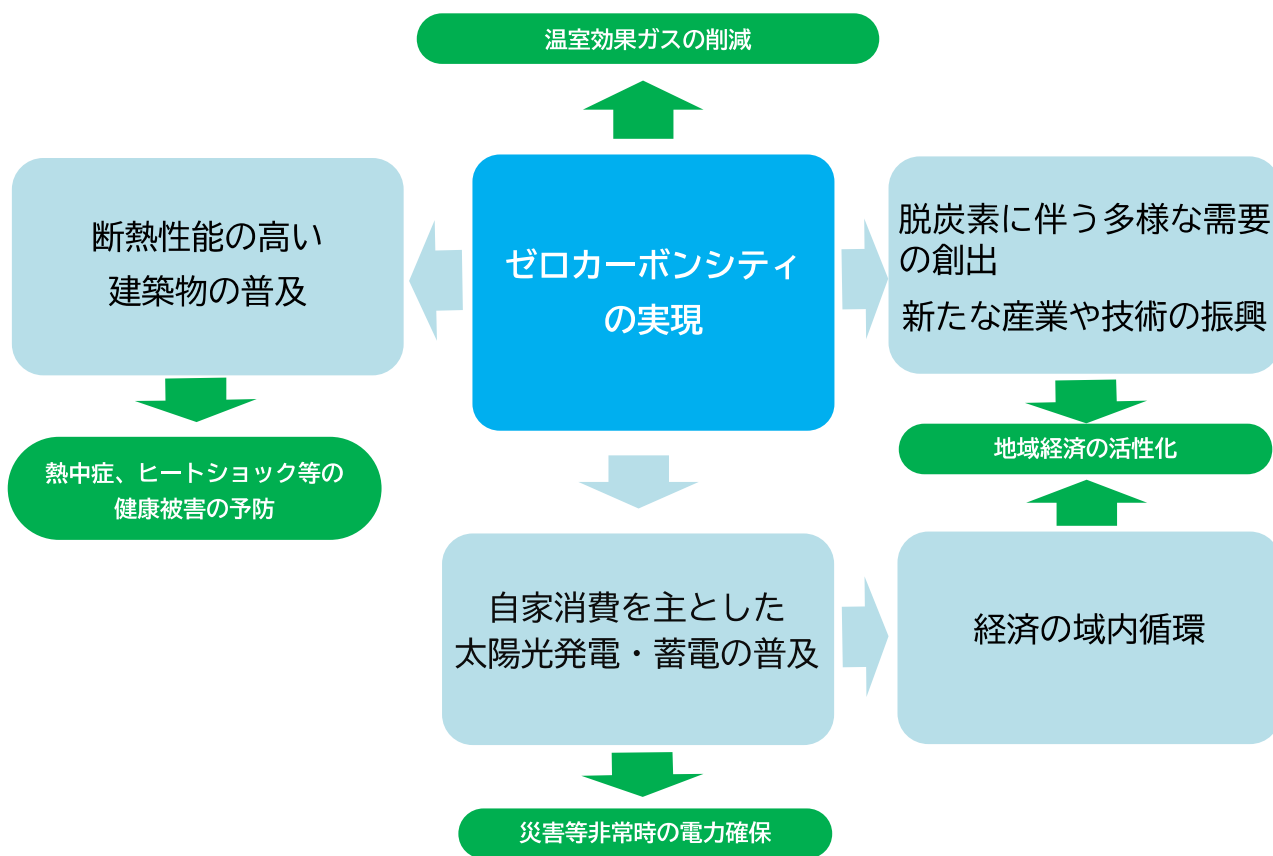 温室効果ガスの削減
断熱性能の高い
建築物の普及
ゼロカーボンシティ
の実現
脱炭素に伴う多様な需要
の創出
新たな産業や技術の振興
熱中症、ヒートショック等の
健康被害の予防
地域経済の活性化
自家消費を主とした
太陽光発電・蓄電の普及
経済の域内循環
災害等非常時の電力確保